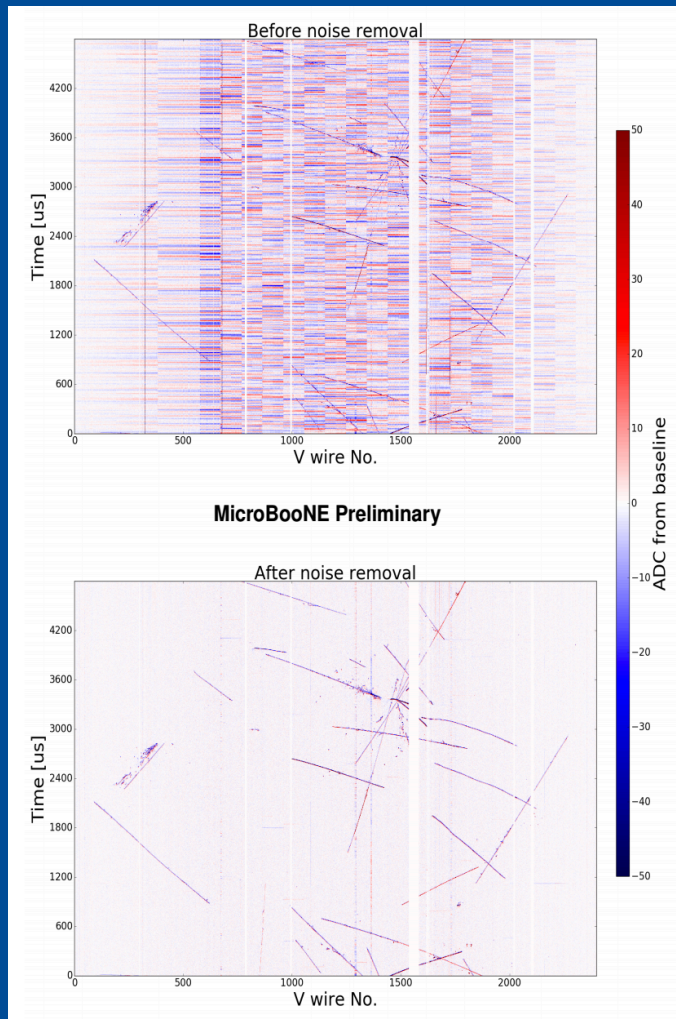 Before noise removal
4200
3600
3000
2400
1800
1200
600
0
Time [us]
0 500 1000 1500 2000
V wire No.
MicroBooNE Preliminary
After noise removal
4200
3600
3000
2400
1800
1200
600
0
Time [us]
0 500 1000 1500 2000
V wire No.
50
40
30
20
10
0
−10
−20
−30
−40
−50
ADC from baseline